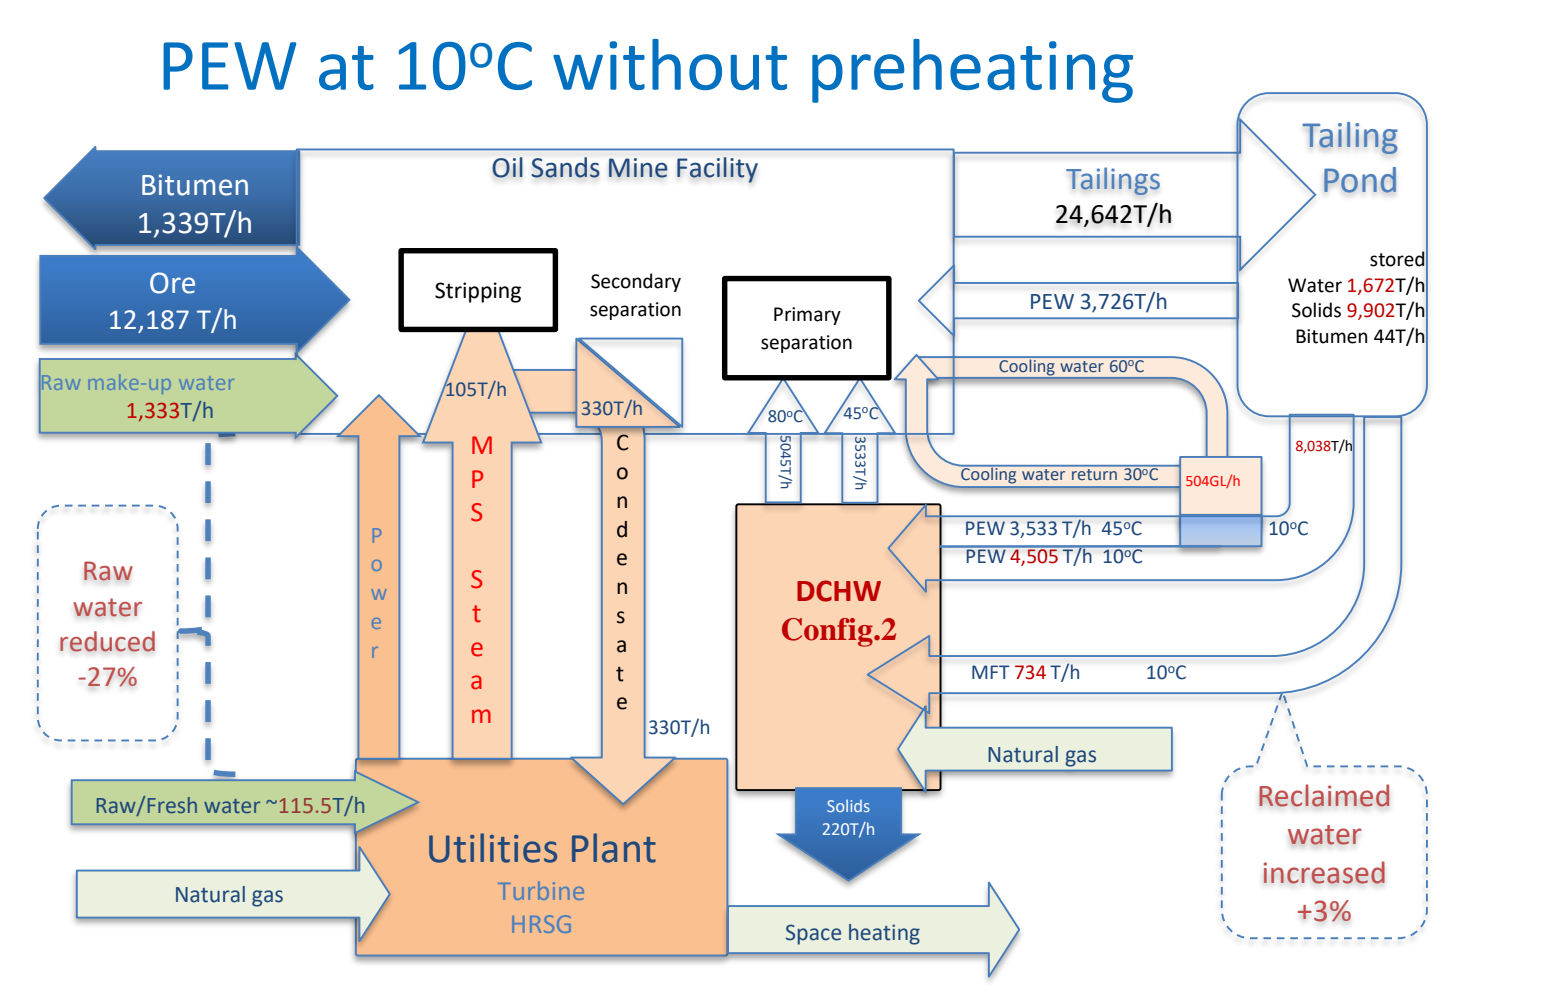 PEW at 10ºC without preheating
Oil Sands Mine Facility
Bitumen
1,339T/h
Ore
12,187 T/h
Raw make-up water
1,333T/h
Stripping
Secondary
separation
Primary
separation
Tailings
24,642T/h
Tailing
Pond
stored
Water 1,672T/h
Solids 9,902T/h
Bitumen 44T/h
PEW 3,726T/h
Cooling water 60ºC
105T/h
330T/h
80ºC
45ºC
5045T/h
3533T/h
8,038T/h
Cooling water return 30ºC
504GL/h
PEW 3,533 T/h 45ºC
10ºC
PEW 4,505 T/h 10ºC
Power
MPS Steam
Condensate
330T/h
Raw
water
reduced
-27%
DCHW
Config.2
MFT 734 T/h 10ºC
Natural gas
Solids
220T/h
Reclaimed
water
increased
+3%
Raw/Fresh water ~115.5T/h
Natural gas
Utilities Plant
Turbine
HRSG
Space heating